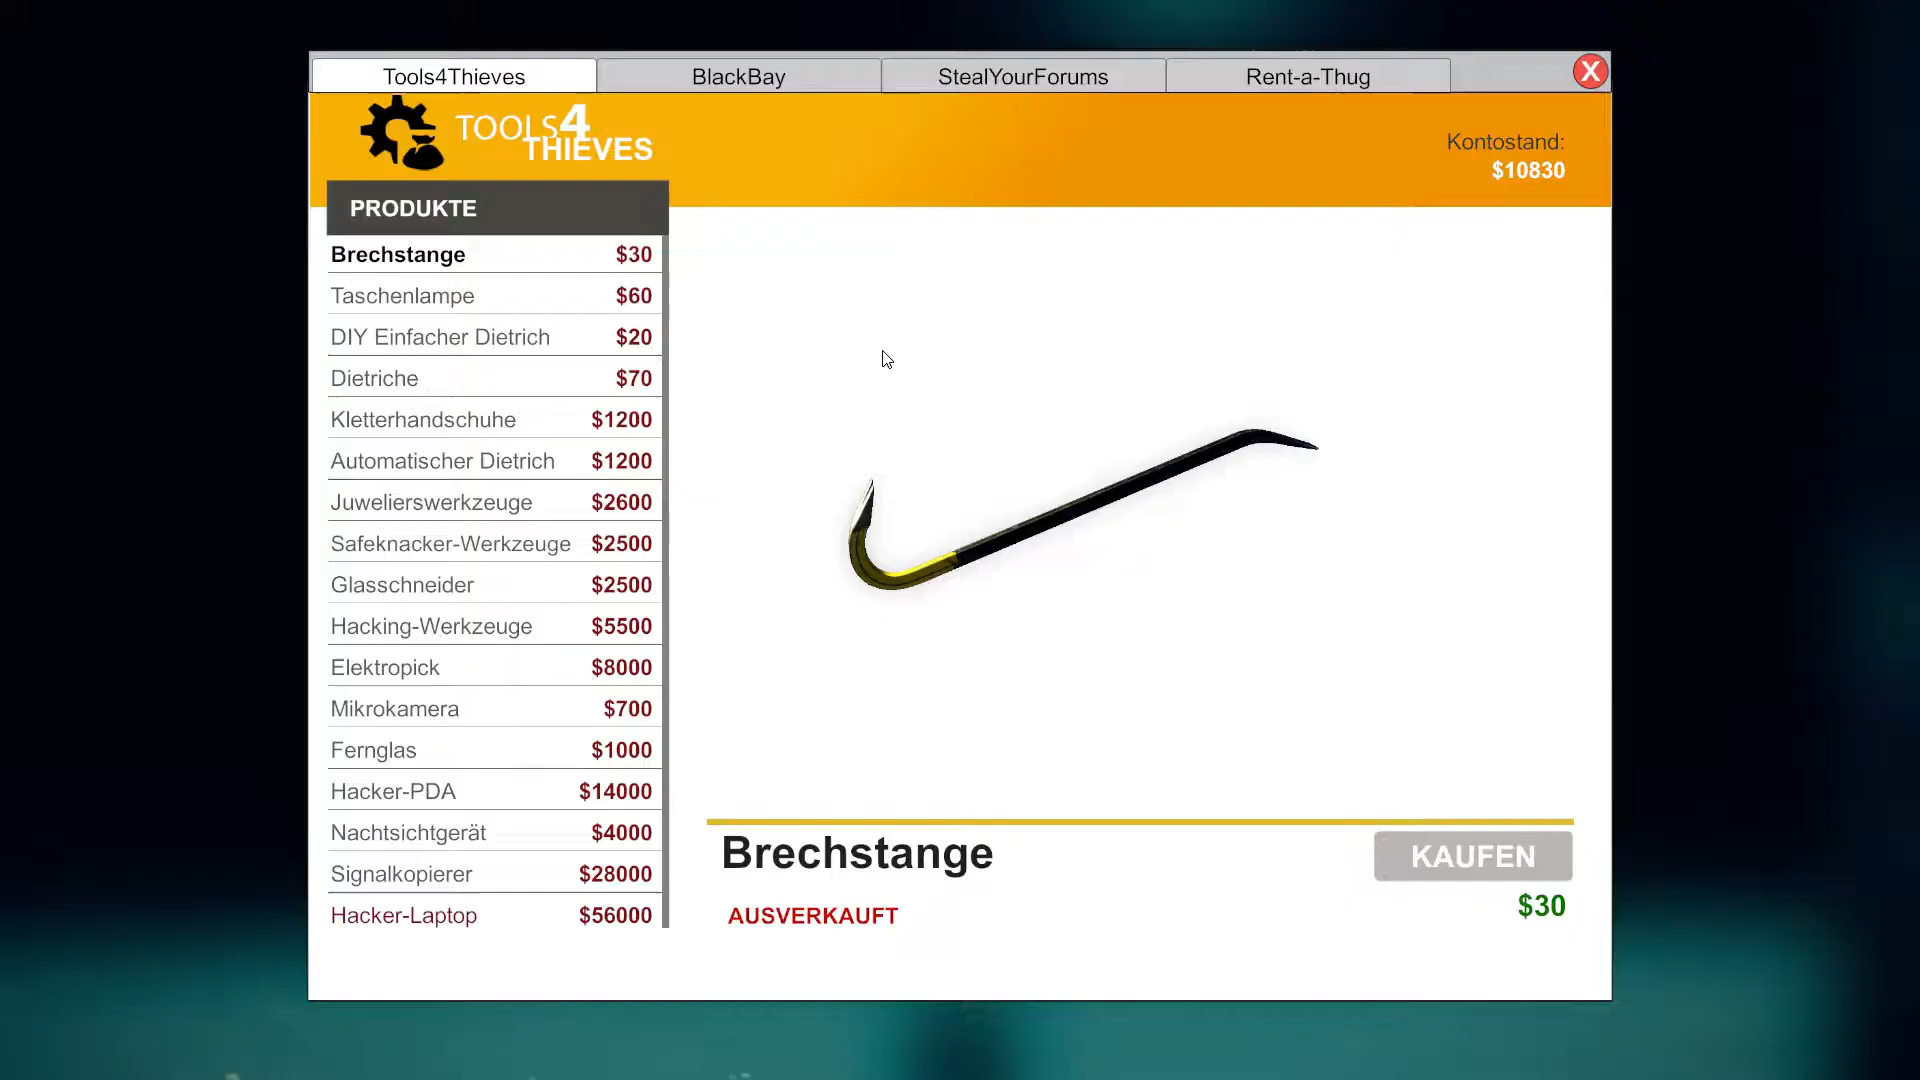 Tools4Thieves BlackBay StealYourForums Rent-a-Thug X
TOOLS4
THIEVES
Kontostand:
$10830
PRODUKTE
Brechstange $30
Taschenlampe $60
DIY Einfacher Dietrich $20
Dietriche $70
Kletterhandschuhe $1200
Automatischer Dietrich $1200
Juwelierswerkzeuge $2600
Safeknacker-Werkzeuge $2500
Glasschneider $2500
Hacking-Werkzeuge $5500
Elektropick $8000
Mikrokamera $700
Fernglas $1000
Hacker-PDA $14000
Nachtsichtgerät $4000
Signalkopierer $28000
Hacker-Laptop $56000
Brechstange
KAUFEN
AUSVERKAUFT
$30